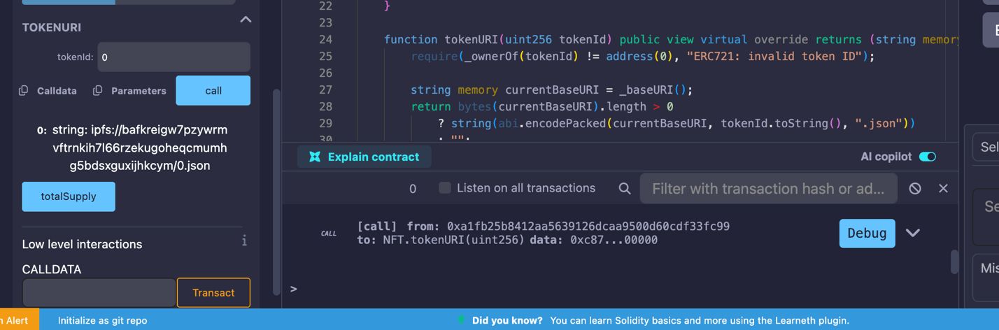 TOKENURI
tokenId:
0
Calldata
Parameters
call
0: string: ipfs://bafkreigw7pzywrm
vftrnkih7l66rzekugoheqcmumh
g5bdsxguxijhkcym/0.json
totalSupply
Low level interactions
i
CALLDATA
Transact
22 }
23
24 function tokenURI(uint256 tokenId) public view virtual override returns (string memory
25 require(_ownerOf(tokenId) != address(0), "ERC721: invalid token ID");
26
27 string memory currentBaseURI = _baseURI();
28 return bytes(currentBaseURI).length > 0
29 ? string(abi.encodePacked(currentBaseURI, tokenId.toString(), ".json"))
30 : "";
Explain contract
AI copilot
0
Listen on all transactions
Filter with transaction hash or ad...
CALL
[call] from: 0xa1fb25b8412aa5639126dcaa9500d60cdf33fc99
to: NFT.tokenURI(uint256) data: 0xc87...00000
Debug
>
Sel
Se
Mis
Alert
Initialize as git repo
Did you know? You can learn Solidity basics and more using the Learneth plugin.